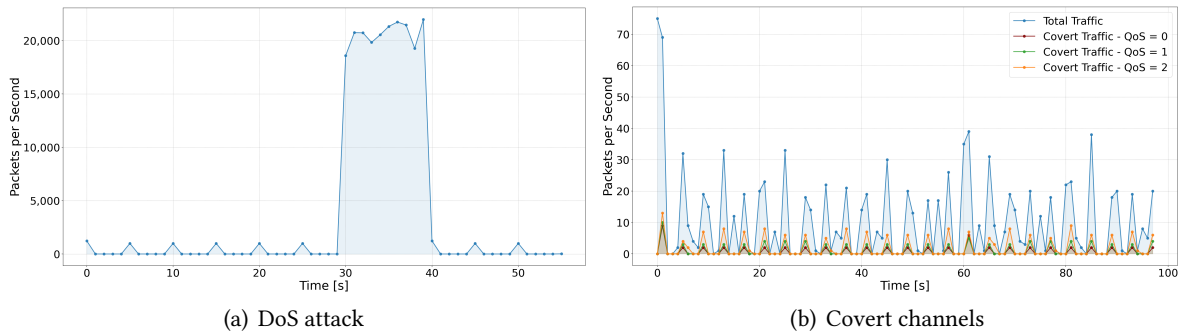 20,000
15,000
10,000
5,000
0
Packets per Second
0 10 20 30 40 50
Time [s]
(a) DoS attack
70
60
50
40
30
20
10
0
Packets per Second
Total Traffic
Covert Traffic - QoS = 0
Covert Traffic - QoS = 1
Covert Traffic - QoS = 2
0 20 40 60 80 100
Time [s]
(b) Covert channels